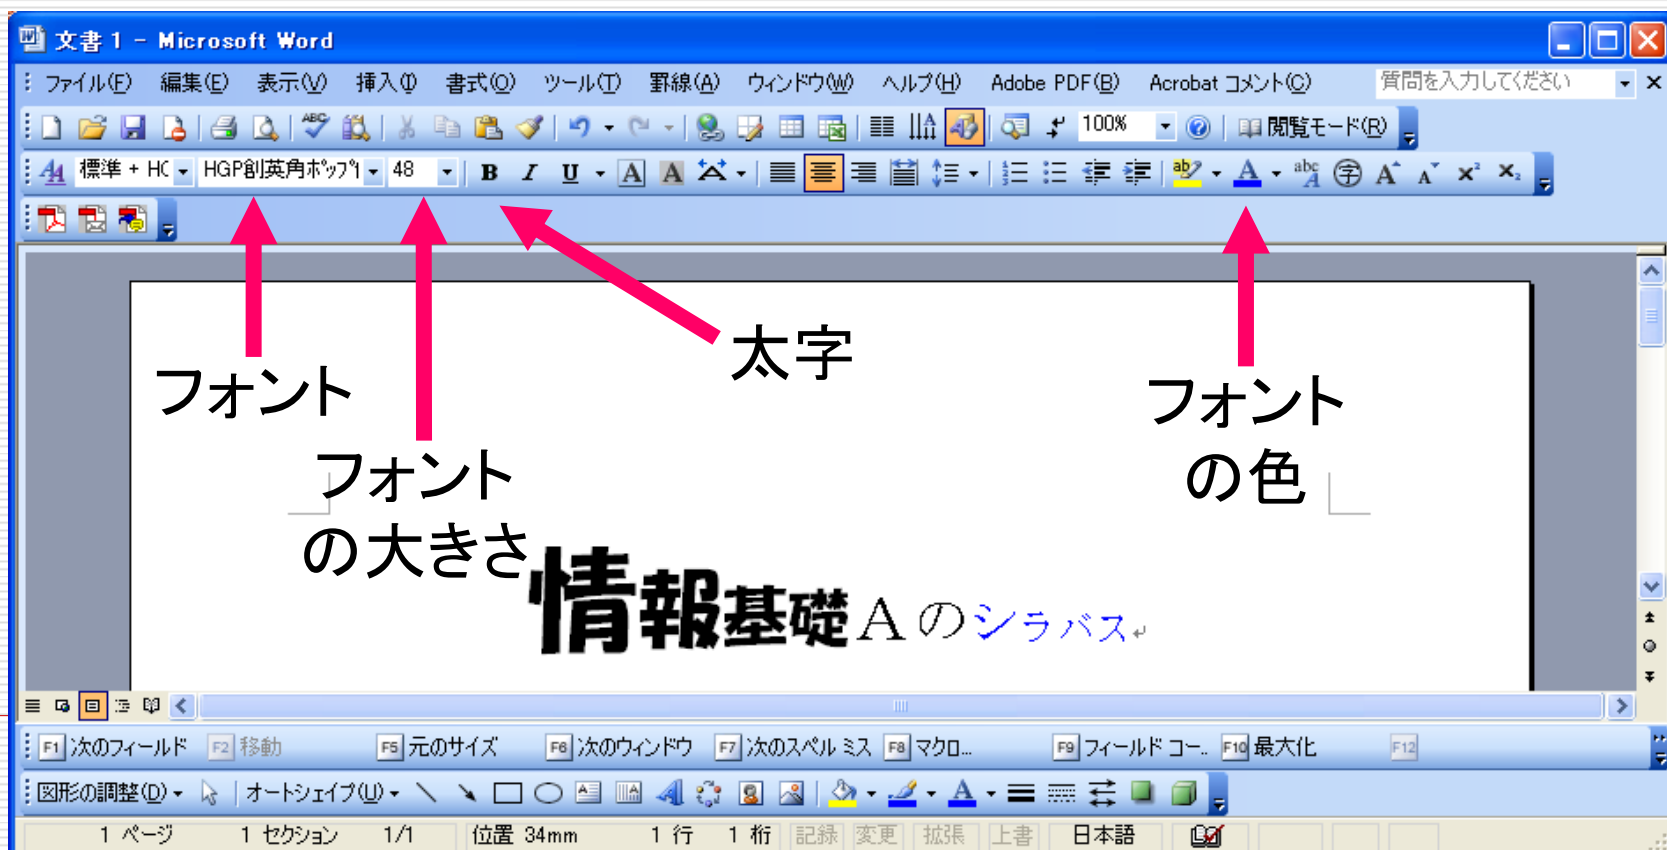 文書 1 - Microsoft Word
ファイル(F) 編集(E) 表示(V) 挿入(I) 書式(O) ツール(T) 罫線(A) ウィンドウ(W) ヘルプ(H) Adobe PDF(B) Acrobat コメント(C) 質問を入力してください
ABC 100% 閲覧モード(R)
標準 + HG HGP創英角ポップ 48 B I U A A ab A abc A 字 A A x² x₂
フォント
フォント
の大きさ
太字
フォント
の色
情報基礎Aのシラバス
F1 次のフィールド F2 移動 F5 元のサイズ F6 次のウィンドウ F7 次のスペル ミス F8 マクロ... F9 フィールド コー.. F10 最大化 F12
図形の調整(D) オートシェイプ(U) A
1 ページ 1 セクション 1/1 位置 34mm 1 行 1 桁 記録 変更 拡張 上書 日本語